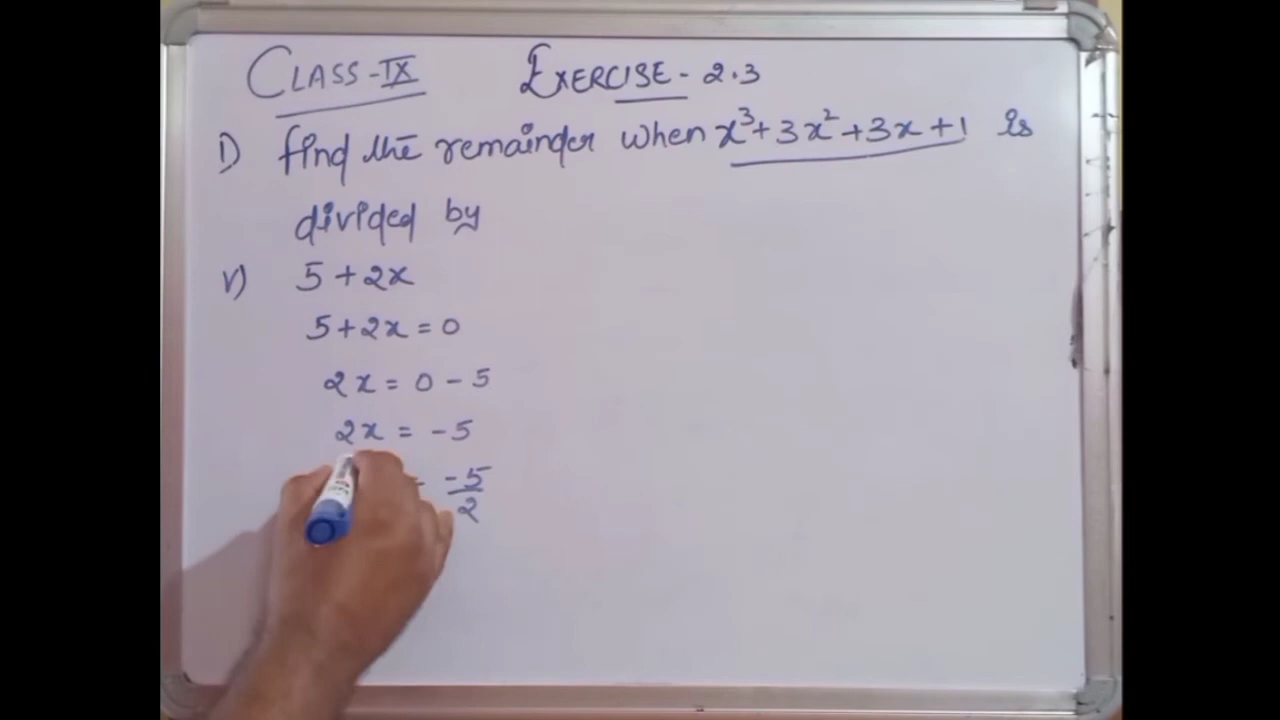 CLASS-IX EXERCISE - 2.3
1) find the remainder when x³+3x²+3x+1 is
divided by
V) 5+2x
5+2x=0
2x = 0-5
2x = -5
-5/2